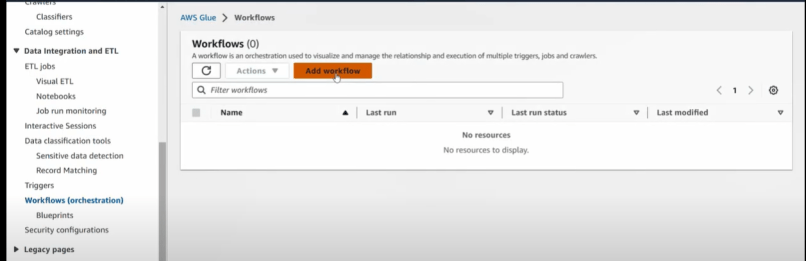 Crawlers
Classifiers
Catalog settings
Data Integration and ETL
ETL jobs
Visual ETL
Notebooks
Job run monitoring
Interactive Sessions
Data classification tools
Sensitive data detection
Record Matching
Triggers
Workflows (orchestration)
Blueprints
Security configurations
Legacy pages
AWS Glue > Workflows
Workflows (0)
A workflow is an orchestration used to visualize and manage the relationship and execution of multiple triggers, jobs and crawlers.
Actions Add workflow
Filter workflows
1
Name Last run Last run status Last modified
No resources
No resources to display.